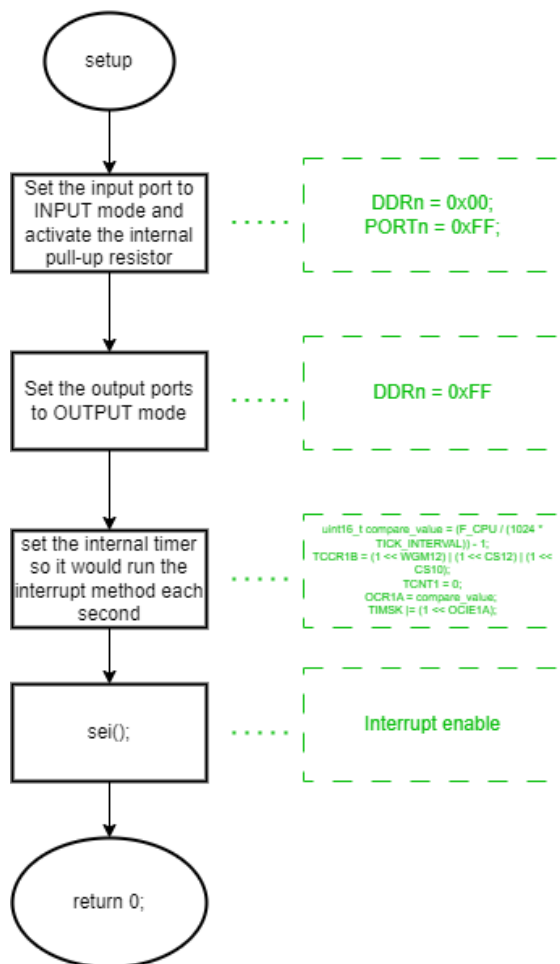 setup
Set the input port to
INPUT mode and
activate the internal
pull-up resistor
DDRn = 0x00;
PORTn = 0xFF;
Set the output ports
to OUTPUT mode
DDRn = 0xFF
set the internal timer
so it would run the
interrupt method each
second
uint16_t compare_value = (F_CPU / (1024 *
TICK_INTERVAL)) - 1;
TCCR1B = (1 << WGM12) | (1 << CS12) | (1 <<
CS10);
TCNT1 = 0;
OCR1A = compare_value;
TIMSK |= (1 << OCIE1A);
sei();
Interrupt enable
return 0;